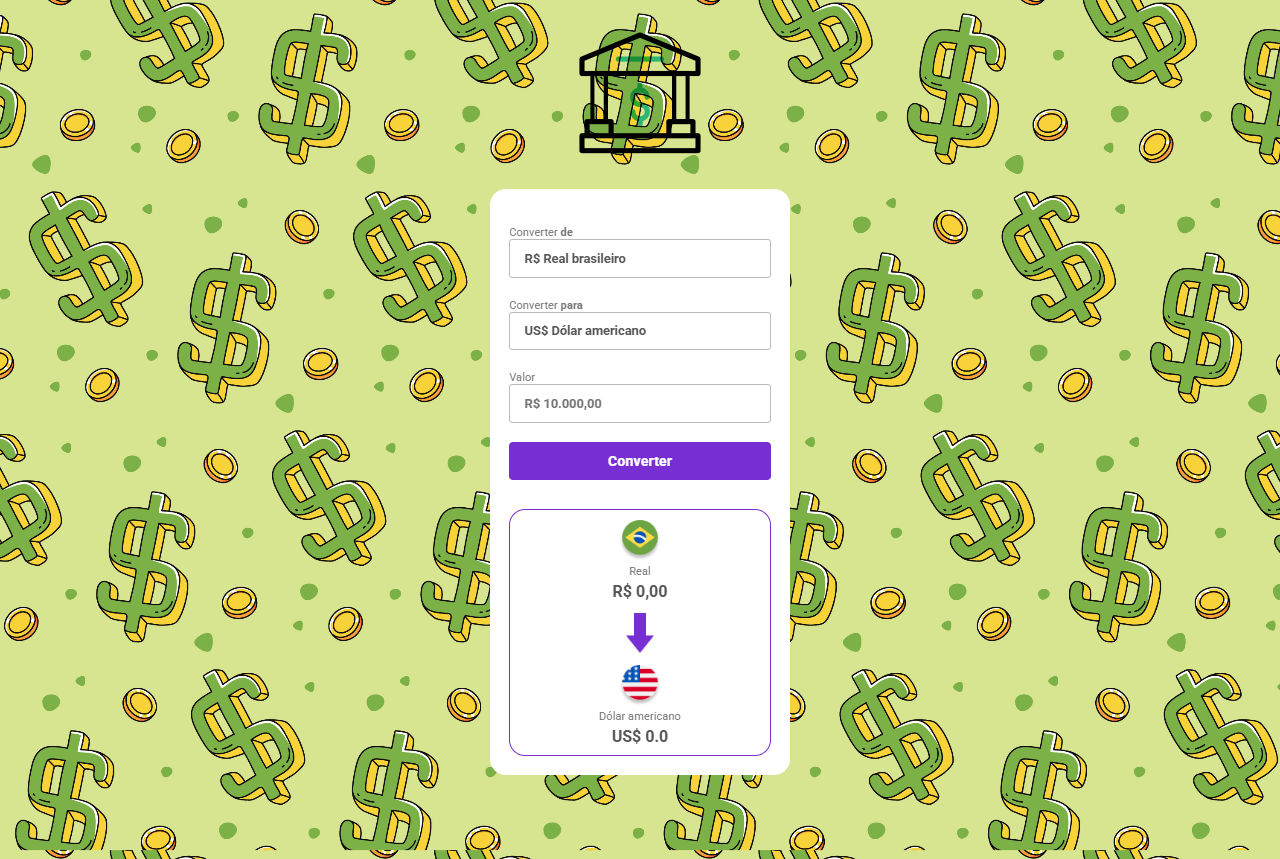 Converter de
R$ Real brasileiro
Converter para
US$ Dólar americano
Valor
R$ 10.000,00
Converter
Real
R$ 0,00
Dólar americano
US$ 0.0